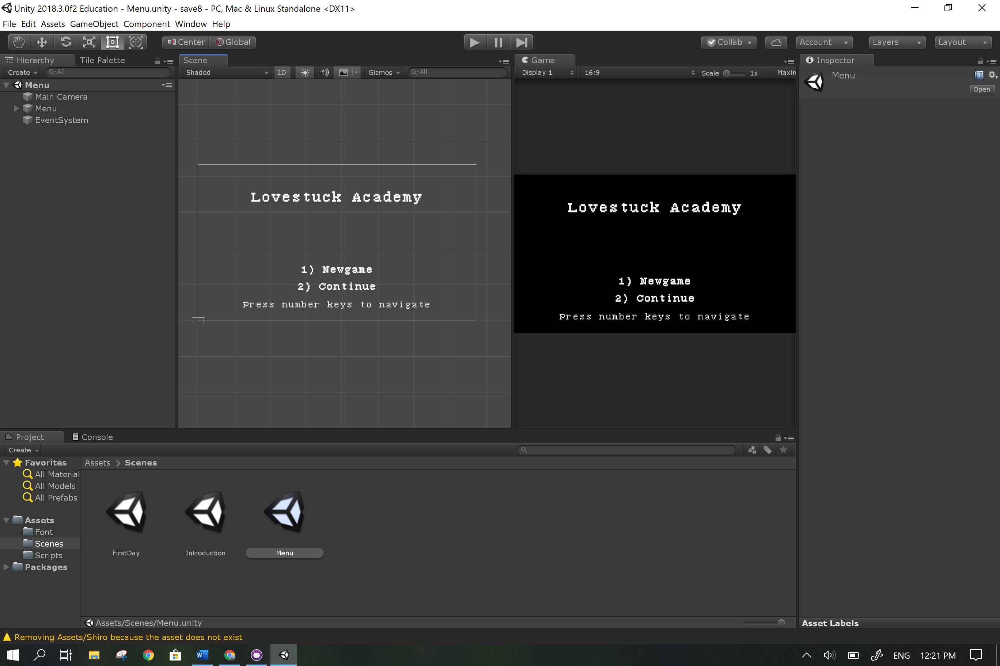 Unity 2018.3.0f2 Education - Menu.unity - save8 - PC, Mac & Linux Standalone <DX11>
File Edit Assets GameObject Component Window Help
Center Global Collab Account Layers Layout
Hierarchy Tile Palette Scene Game Inspector
Create All Shaded 2D Gizmos All Display 1 16:9 Scale 1x Maxin
Menu Menu
Open
Main Camera
Menu
EventSystem
Lovestuck Academy
1) Newgame
2) Continue
Press number keys to navigate
Lovestuck Academy
1) Newgame
2) Continue
Press number keys to navigate
Project Console
Create
Favorites
All Material
All Models
All Prefabs
Assets
Font
Scenes
Scripts
Packages
Assets > Scenes
FirstDay Introduction Menu
Assets/Scenes/Menu.unity
Asset Labels
Removing Assets/Shiro because the asset does not exist
ENG 12:21 PM